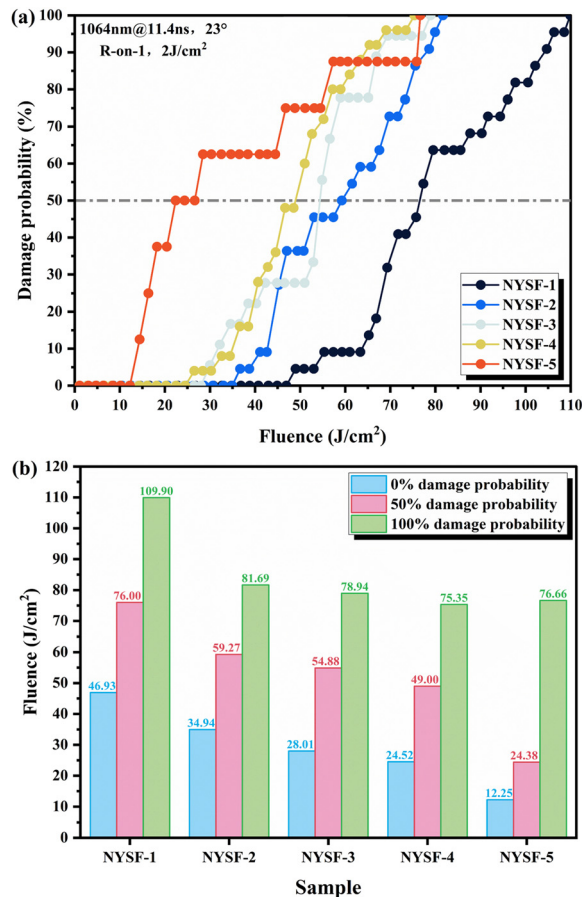 (a)
1064nm@11.4ns, 23°
R-on-1, 2J/cm²
Damage probability (%)
100
90
80
70
60
50
40
30
20
10
0
NYSF-1
NYSF-2
NYSF-3
NYSF-4
NYSF-5
0 10 20 30 40 50 60 70 80 90 100 110
Fluence (J/cm²)
(b)
Fluence (J/cm²)
120
110
100
90
80
70
60
50
40
30
20
10
0
0% damage probability
50% damage probability
100% damage probability
46.93 76.00 109.90
34.94 59.27 81.69
28.01 54.88 78.94
24.52 49.00 75.35
12.25 24.38 76.66
NYSF-1 NYSF-2 NYSF-3 NYSF-4 NYSF-5
Sample